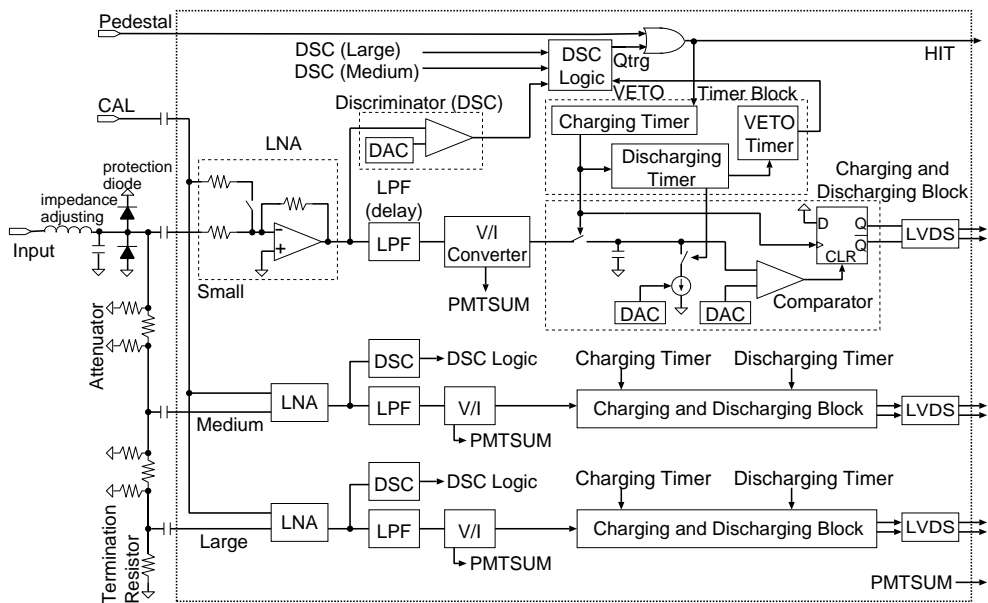 Pedestal
DSC (Large)
DSC (Medium)
DSC
Logic
Qtrg
HIT
VETO
Timer Block
CAL
Discriminator (DSC)
DAC
Charging Timer
VETO
Timer
Discharging
Timer
LNA
protection
diode
impedance
adjusting
Input
LPF
(delay)
LPF
V/I
Converter
PMTSUM
Small
Charging and
Discharging Block
D
Q
Q
CLR
LVDS
DAC
DAC
Comparator
Attenuator
DSC
DSC Logic
Charging Timer
Discharging Timer
LNA
LPF
V/I
Charging and Discharging Block
LVDS
Medium
PMTSUM
DSC
DSC Logic
Charging Timer
Discharging Timer
LNA
LPF
V/I
Charging and Discharging Block
LVDS
Large
PMTSUM
Termination
Resistor
PMTSUM